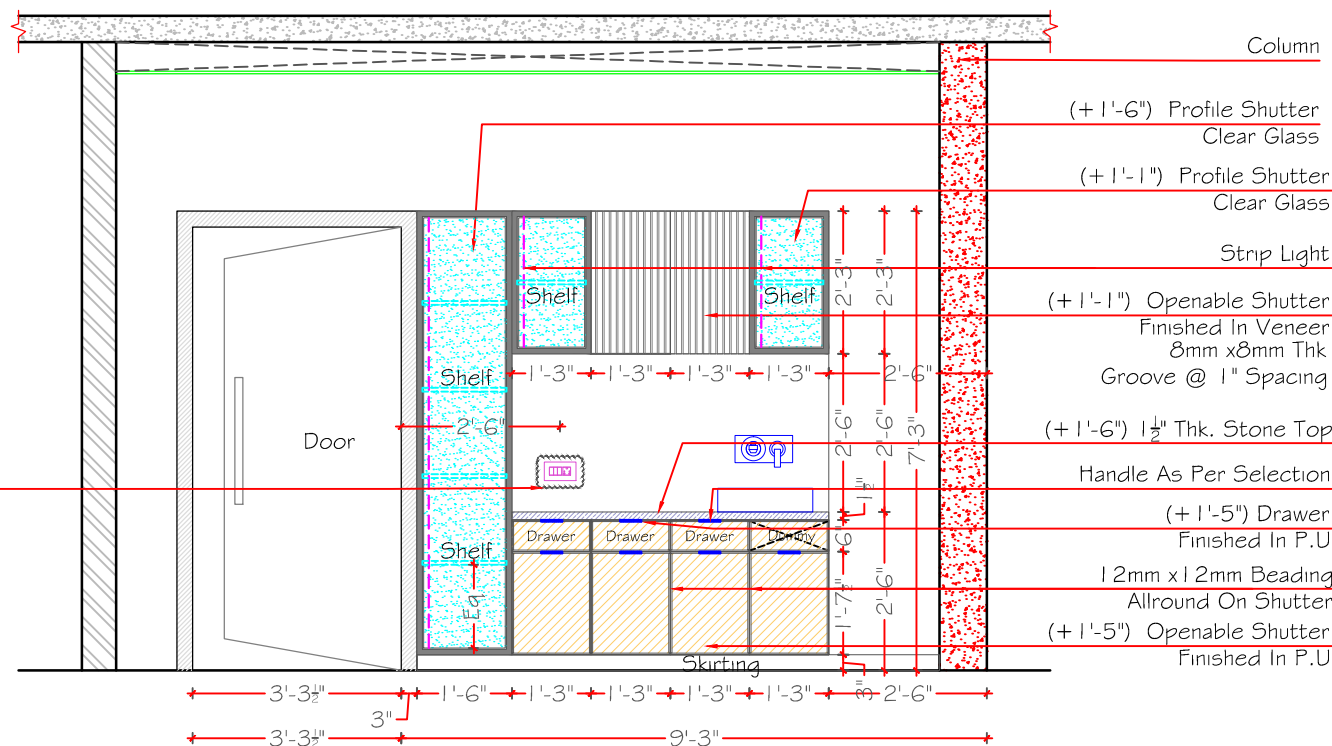 Column
(+1'-6") Profile Shutter
Clear Glass
(+1'-1") Profile Shutter
Clear Glass
Strip Light
(+1'-1") Openable Shutter
Finished In Veneer
8mm x8mm Thk
Groove @ 1" Spacing
(+1'-6") 1½" Thk. Stone Top
Handle As Per Selection
(+1'-5") Drawer
Finished In P.U
12mm x12mm Beading
Allround On Shutter
(+1'-5") Openable Shutter
Finished In P.U
Shelf
Shelf
2'-3"
2'-3"
1'-3"
1'-3"
1'-3"
1'-3"
2'-6"
Shelf
2'-6"
Door
2'-6"
2'-6"
7'-3"
1½"
Drawer
Drawer
Drawer
Dummy
6"
Shelf
Eq.
1'-7½"
2'-6"
Skirting
3"
3'-3½"
3"
1'-6"
1'-3"
1'-3"
1'-3"
1'-3"
2'-6"
3'-3½"
9'-3"